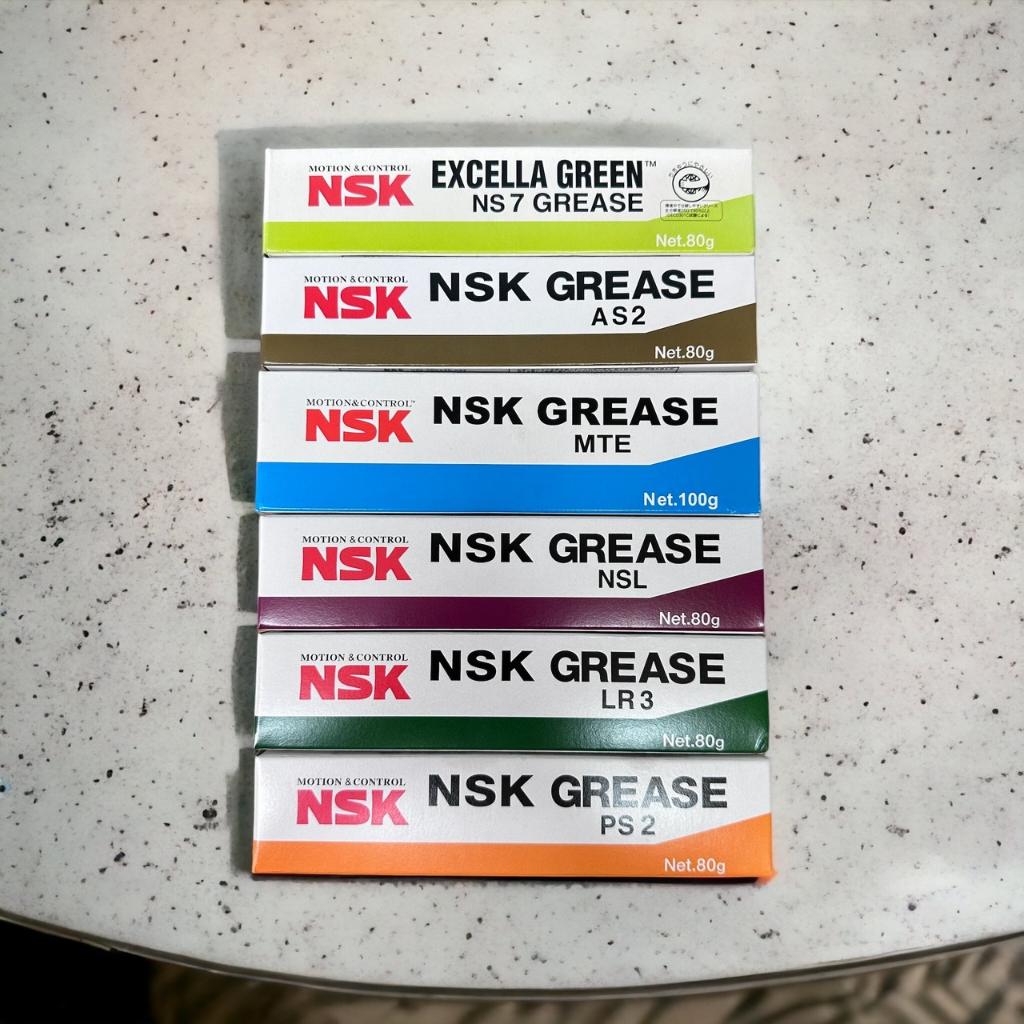 MOTION & CONTROL
NSK
EXCELLA GREEN™
NS7 GREASE
Net.80g
MOTION & CONTROL
NSK
NSK GREASE
AS2
Net.80g
MOTION & CONTROL™
NSK
NSK GREASE
MTE
Net.100g
MOTION & CONTROL
NSK
NSK GREASE
NSL
Net.80g
MOTION & CONTROL
NSK
NSK GREASE
LR3
Net.80g
MOTION & CONTROL
NSK
NSK GREASE
PS2
Net.80g